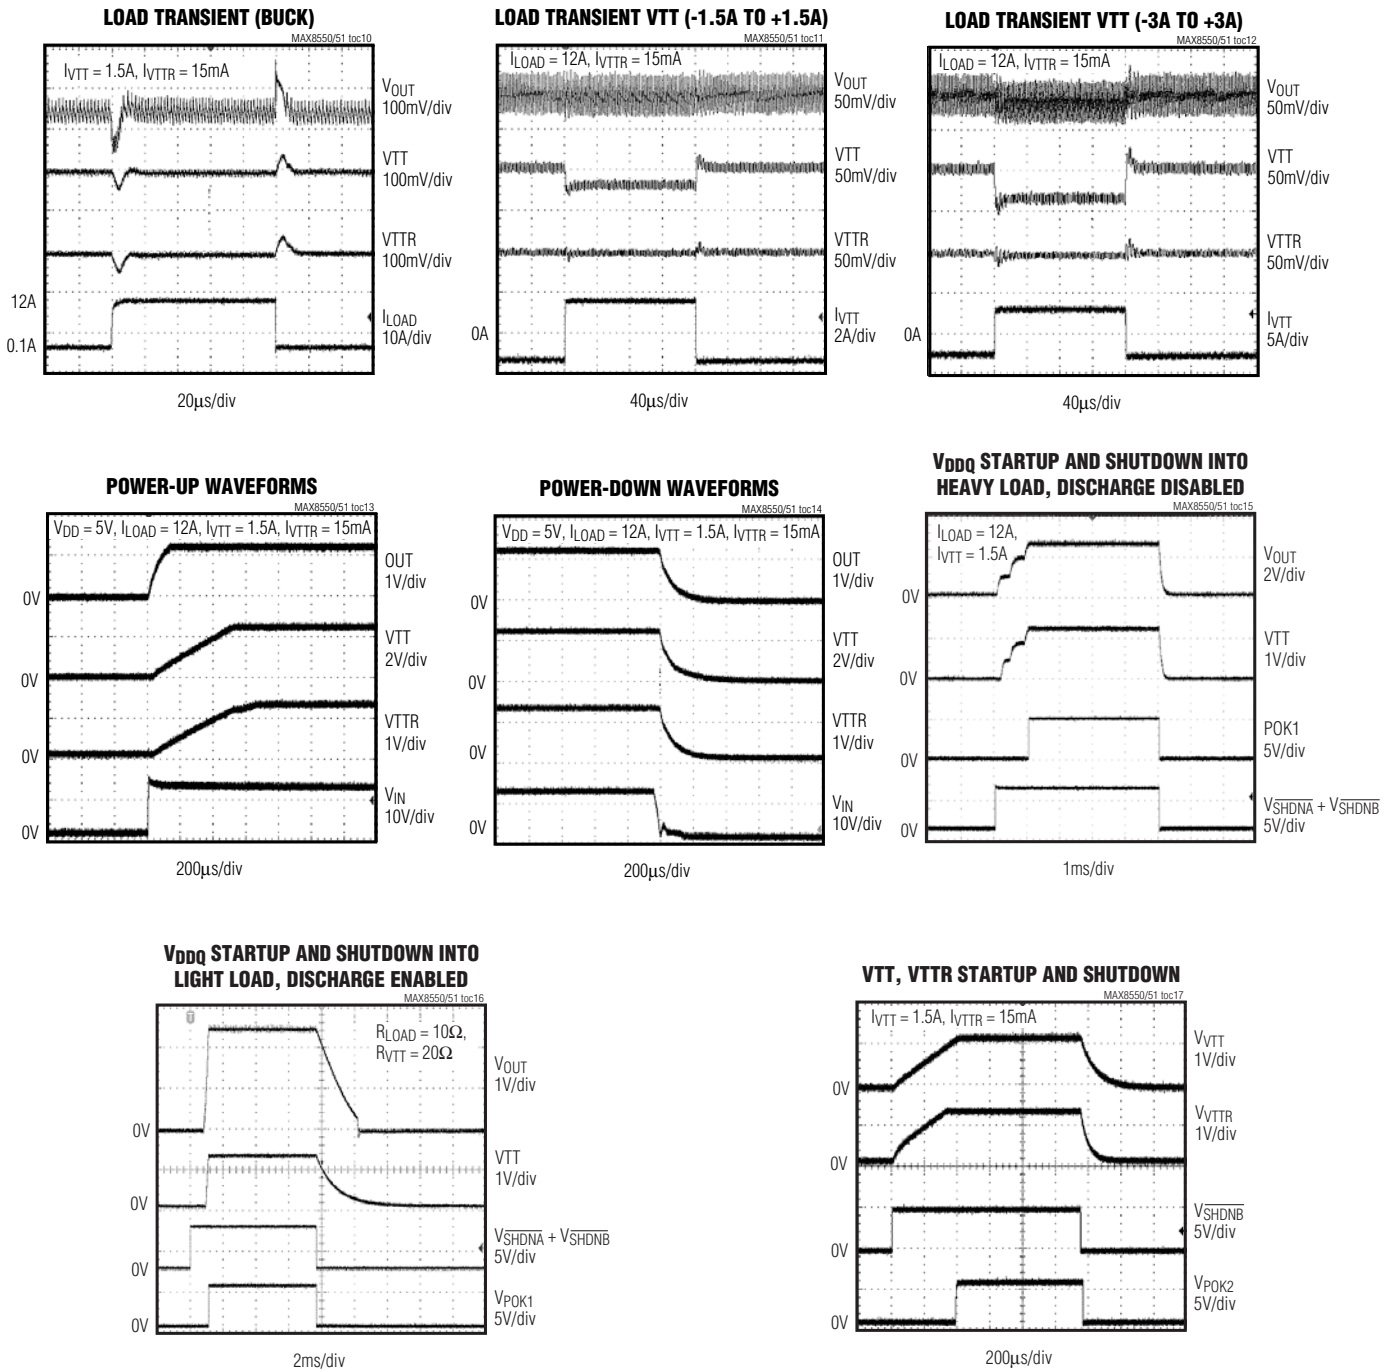 LOAD TRANSIENT (BUCK)
MAX8550/51 toc10
IVTT = 1.5A, IVTTR = 15mA
VOUT
100mV/div
VTT
100mV/div
VTTR
100mV/div
12A
ILOAD
10A/div
0.1A
20µs/div
LOAD TRANSIENT VTT (-1.5A TO +1.5A)
MAX8550/51 toc11
ILOAD = 12A, IVTTR = 15mA
VOUT
50mV/div
VTT
50mV/div
VTTR
50mV/div
0A
IVTT
2A/div
40µs/div
LOAD TRANSIENT VTT (-3A TO +3A)
MAX8550/51 toc12
ILOAD = 12A, IVTTR = 15mA
VOUT
50mV/div
VTT
50mV/div
VTTR
50mV/div
0A
IVTT
5A/div
40µs/div
POWER-UP WAVEFORMS
MAX8550/51 toc13
VDD = 5V, ILOAD = 12A, IVTT = 1.5A, IVTTR = 15mA
OUT
1V/div
0V
VTT
2V/div
0V
VTTR
1V/div
0V
VIN
10V/div
0V
200µs/div
POWER-DOWN WAVEFORMS
MAX8550/51 toc14
VDD = 5V, ILOAD = 12A, IVTT = 1.5A, IVTTR = 15mA
OUT
1V/div
0V
VTT
2V/div
0V
VTTR
1V/div
0V
VIN
10V/div
0V
200µs/div
VDDQ STARTUP AND SHUTDOWN INTO
HEAVY LOAD, DISCHARGE DISABLED
MAX8550/51 toc15
ILOAD = 12A,
IVTT = 1.5A
VOUT
2V/div
0V
VTT
1V/div
0V
POK1
5V/div
0V
VSHDNA + VSHDNB
5V/div
0V
1ms/div
VDDQ STARTUP AND SHUTDOWN INTO
LIGHT LOAD, DISCHARGE ENABLED
MAX8550/51 toc16
RLOAD = 10Ω,
RVTT = 20Ω
VOUT
1V/div
0V
VTT
1V/div
0V
VSHDNA + VSHDNB
5V/div
0V
VPOK1
5V/div
0V
2ms/div
VTT, VTTR STARTUP AND SHUTDOWN
MAX8550/51 toc17
IVTT = 1.5A, IVTTR = 15mA
VVTT
1V/div
0V
VVTTR
1V/div
0V
VSHDNB
5V/div
0V
VPOK2
5V/div
0V
200µs/div